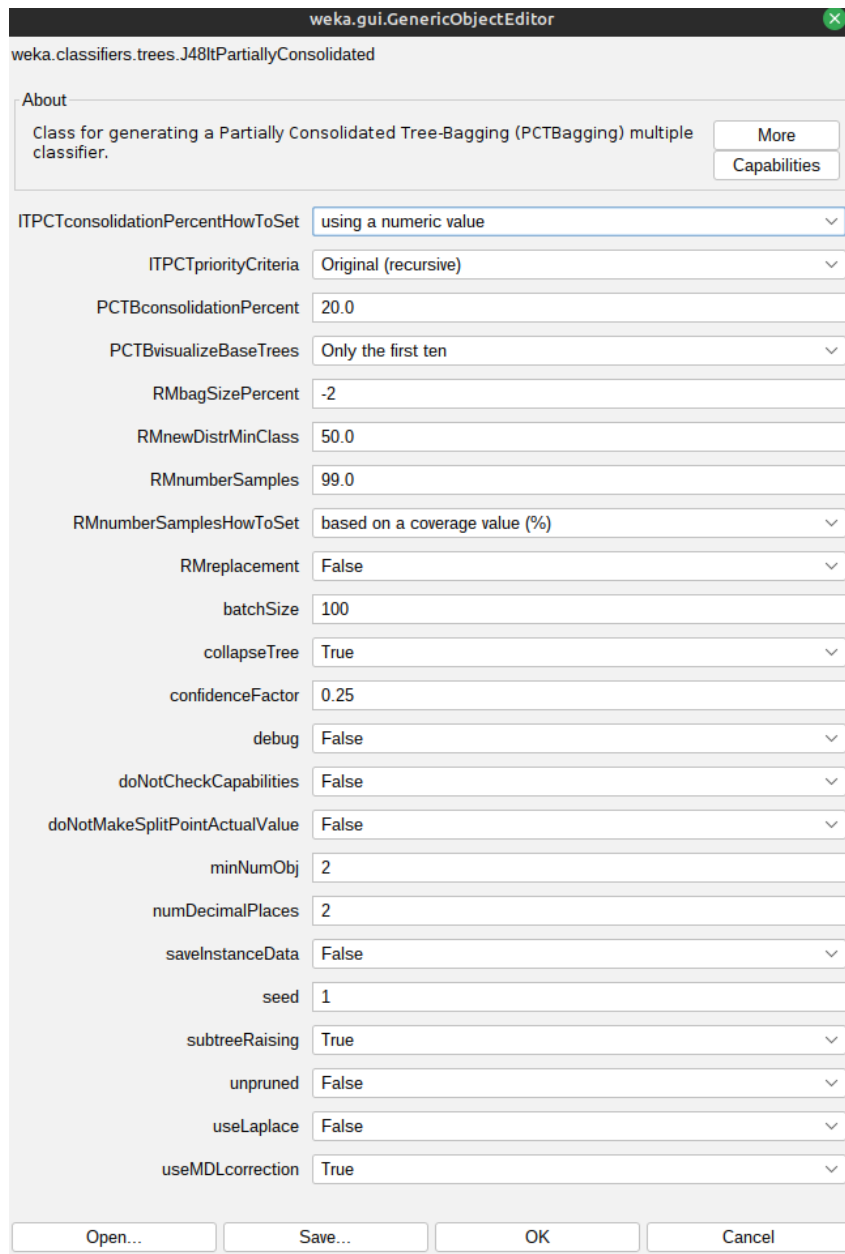 weka.gui.GenericObjectEditor
weka.classifiers.trees.J48ItPartiallyConsolidated
About
Class for generating a Partially Consolidated Tree-Bagging (PCTBagging) multiple
classifier.
More
Capabilities
ITPCTconsolidationPercentHowToSet using a numeric value
ITPCTpriorityCriteria Original (recursive)
PCTBconsolidationPercent 20.0
PCTBvisualizeBaseTrees Only the first ten
RMbagSizePercent -2
RMnewDistrMinClass 50.0
RMnumberSamples 99.0
RMnumberSamplesHowToSet based on a coverage value (%)
RMreplacement False
batchSize 100
collapseTree True
confidenceFactor 0.25
debug False
doNotCheckCapabilities False
doNotMakeSplitPointActualValue False
minNumObj 2
numDecimalPlaces 2
saveInstanceData False
seed 1
subtreeRaising True
unpruned False
useLaplace False
useMDLcorrection True
Open... Save... OK Cancel